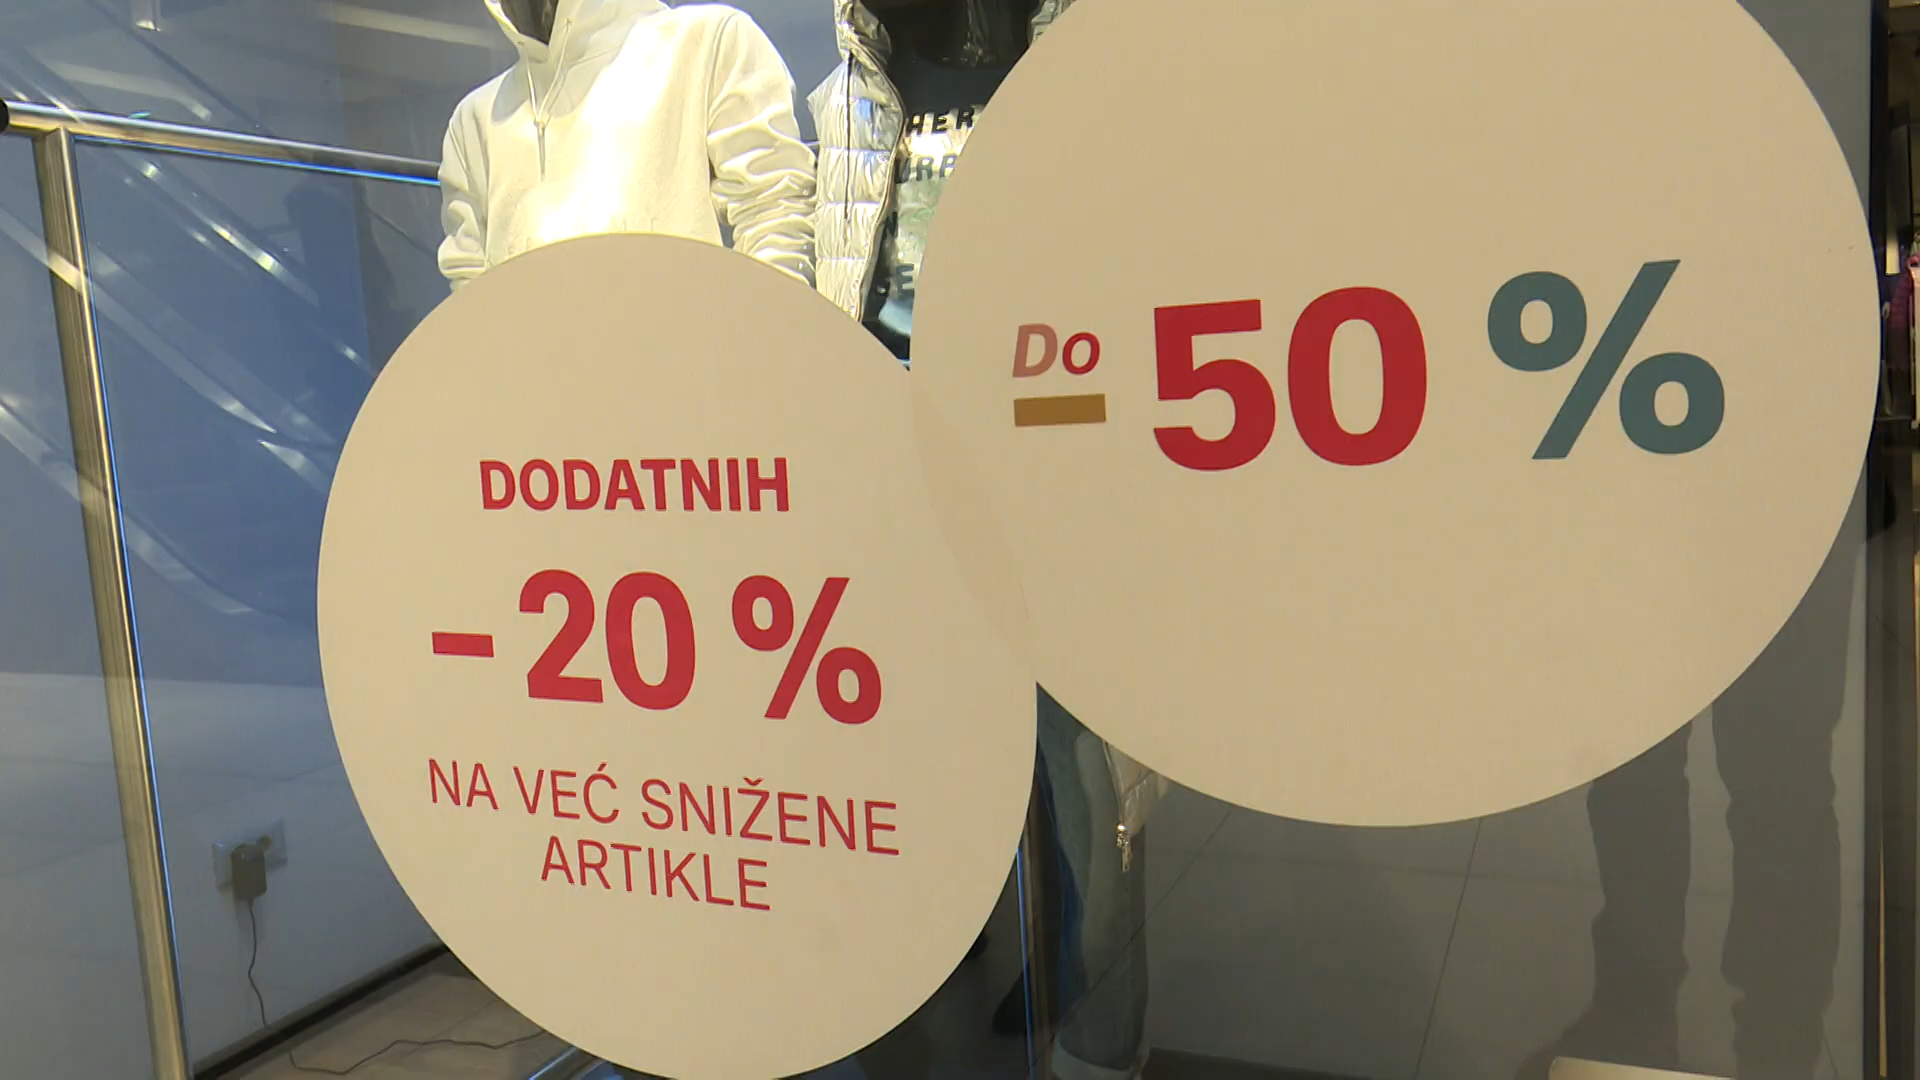 Do
- 50 %
DODATNIH
- 20 %
NA VEĆ SNIŽENE
ARTIKLE